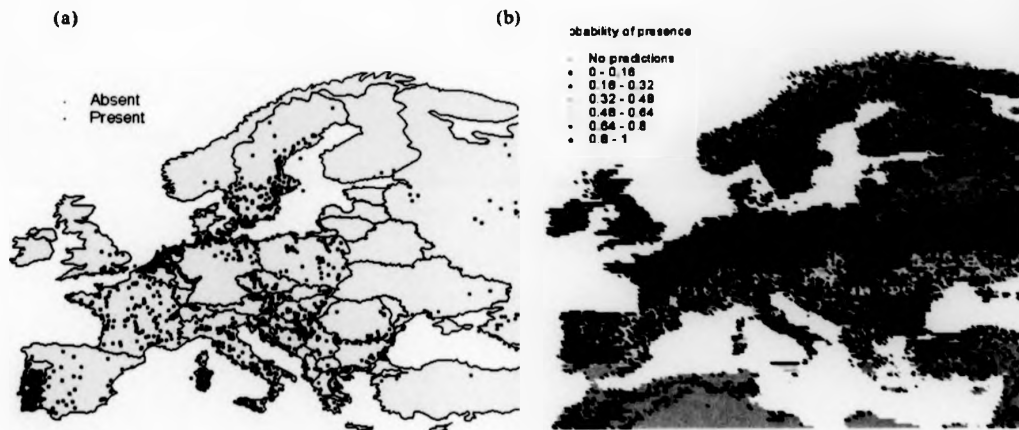 (a)
Absent
Present
(b)
obability of presence
No predictions
0 - 0.16
0.16 - 0.32
0.32 - 0.48
0.48 - 0.64
0.64 - 0.8
0.8 - 1